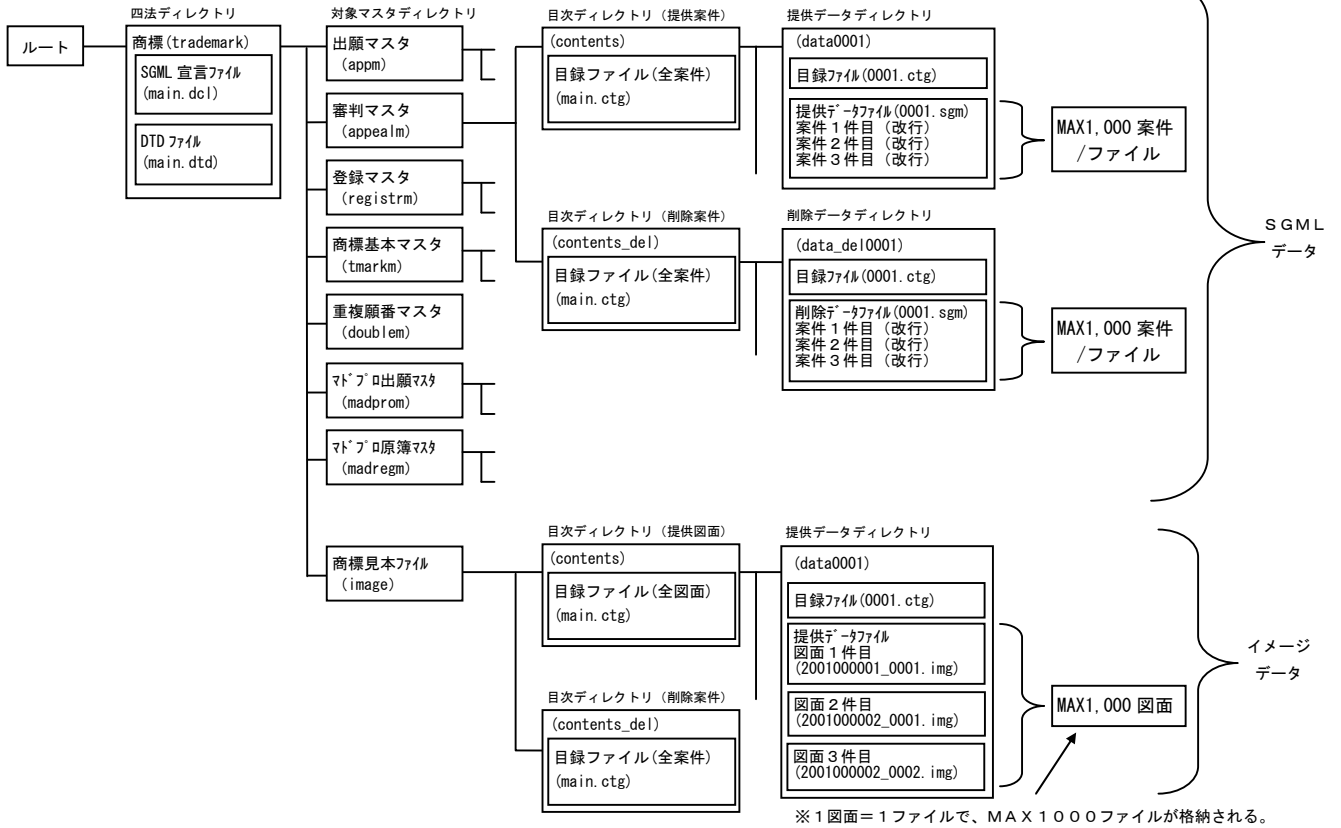 四法ディレクトリ
対象マスタディレクトリ
目次ディレクトリ（提供案件）
提供データディレクトリ
ルート
商標(trademark)
SGML 宣言ファイル
(main.dcl)
DTD ファイル
(main.dtd)
出願マスタ
(appm)
審判マスタ
(appealm)
登録マスタ
(registrm)
商標基本マスタ
(tmarkm)
重複願番マスタ
(doublem)
マドプロ出願マスタ
(madprom)
マドプロ原簿マスタ
(madregm)
(contents)
目録ファイル(全案件)
(main.ctg)
(data0001)
目録ファイル(0001.ctg)
提供データファイル(0001.sgm)
案件１件目（改行）
案件２件目（改行）
案件３件目（改行）
MAX1,000 案件
/ファイル
目次ディレクトリ（削除案件）
削除データディレクトリ
(contents_del)
目録ファイル(全案件)
(main.ctg)
(data_del0001)
目録ファイル(0001.ctg)
削除データファイル(0001.sgm)
案件１件目（改行）
案件２件目（改行）
案件３件目（改行）
MAX1,000 案件
/ファイル
ＳＧＭＬ
データ
目次ディレクトリ（提供図面）
提供データディレクトリ
商標見本ファイル
(image)
(contents)
目録ファイル(全図面)
(main.ctg)
(data0001)
目録ファイル(0001.ctg)
提供データファイル
図面１件目
(2001000001_0001.img)
図面２件目
(2001000002_0001.img)
図面３件目
(2001000002_0002.img)
MAX1,000 図面
イメージ
データ
目次ディレクトリ（削除案件）
(contents_del)
目録ファイル(全案件)
(main.ctg)
※１図面＝１ファイルで、ＭＡＸ１０００ファイルが格納される。